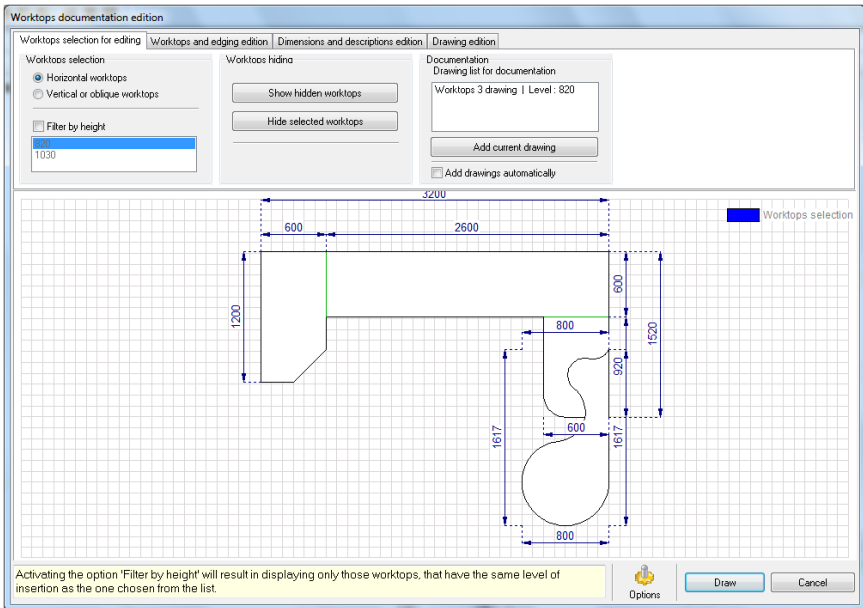 Worktops documentation edition
Worktops selection for editing
Worktops and edging edition
Dimensions and descriptions edition
Drawing edition
Worktops selection
Horizontal worktops
Vertical or oblique worktops
Filter by height
820
1030
Worktops hiding
Show hidden worktops
Hide selected worktops
Documentation
Drawing list for documentation
Worktops 3 drawing | Level : 820
Add current drawing
Add drawings automatically
3200
Worktops selection
600
2600
1200
600
1520
800
920
1617
600
1617
800
Activating the option 'Filter by height' will result in displaying only those worktops, that have the same level of
insertion as the one chosen from the list.
Options
Draw
Cancel